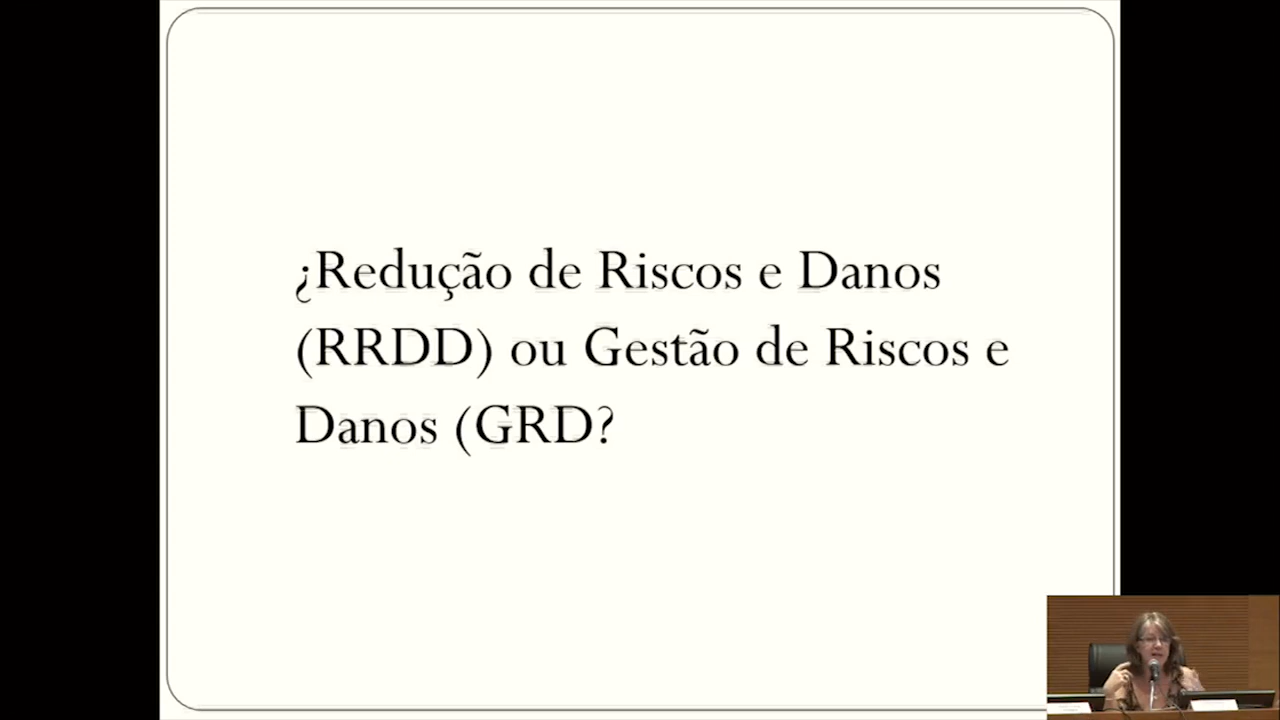 ¿Redução de Riscos e Danos
(RRDD) ou Gestão de Riscos e
Danos (GRD?